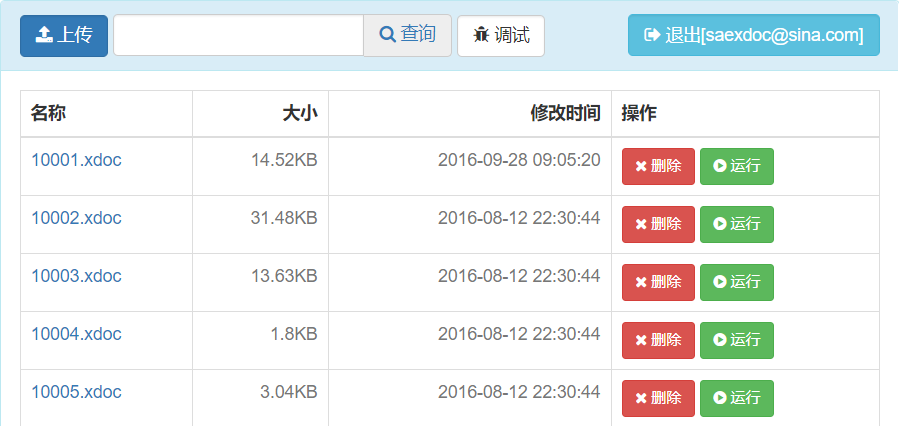 上传 查询 调试 退出[saexdoc@sina.com]
名称 大小 修改时间 操作
10001.xdoc 14.52KB 2016-09-28 09:05:20 删除 运行
10002.xdoc 31.48KB 2016-08-12 22:30:44 删除 运行
10003.xdoc 13.63KB 2016-08-12 22:30:44 删除 运行
10004.xdoc 1.8KB 2016-08-12 22:30:44 删除 运行
10005.xdoc 3.04KB 2016-08-12 22:30:44 删除 运行